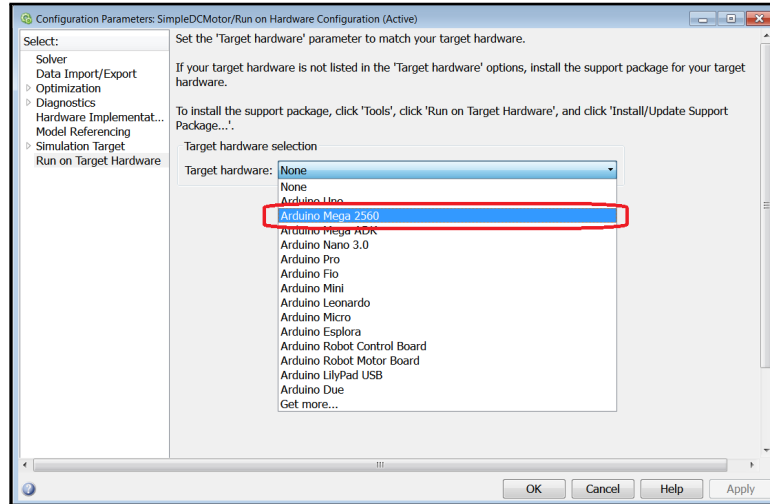 Configuration Parameters: SimpleDCMotor/Run on Hardware Configuration (Active)
Select:
Solver
Data Import/Export
Optimization
Diagnostics
Hardware Implementat...
Model Referencing
Simulation Target
Run on Target Hardware
Set the 'Target hardware' parameter to match your target hardware.
If your target hardware is not listed in the 'Target hardware' options, install the support package for your target
hardware.
To install the support package, click 'Tools', click 'Run on Target Hardware', and click 'Install/Update Support
Package...'.
Target hardware selection
Target hardware: None
None
Arduino Uno
Arduino Mega 2560
Arduino Mega ADK
Arduino Nano 3.0
Arduino Pro
Arduino Fio
Arduino Mini
Arduino Leonardo
Arduino Micro
Arduino Esplora
Arduino Robot Control Board
Arduino Robot Motor Board
Arduino LilyPad USB
Arduino Due
Get more...
OK Cancel Help Apply